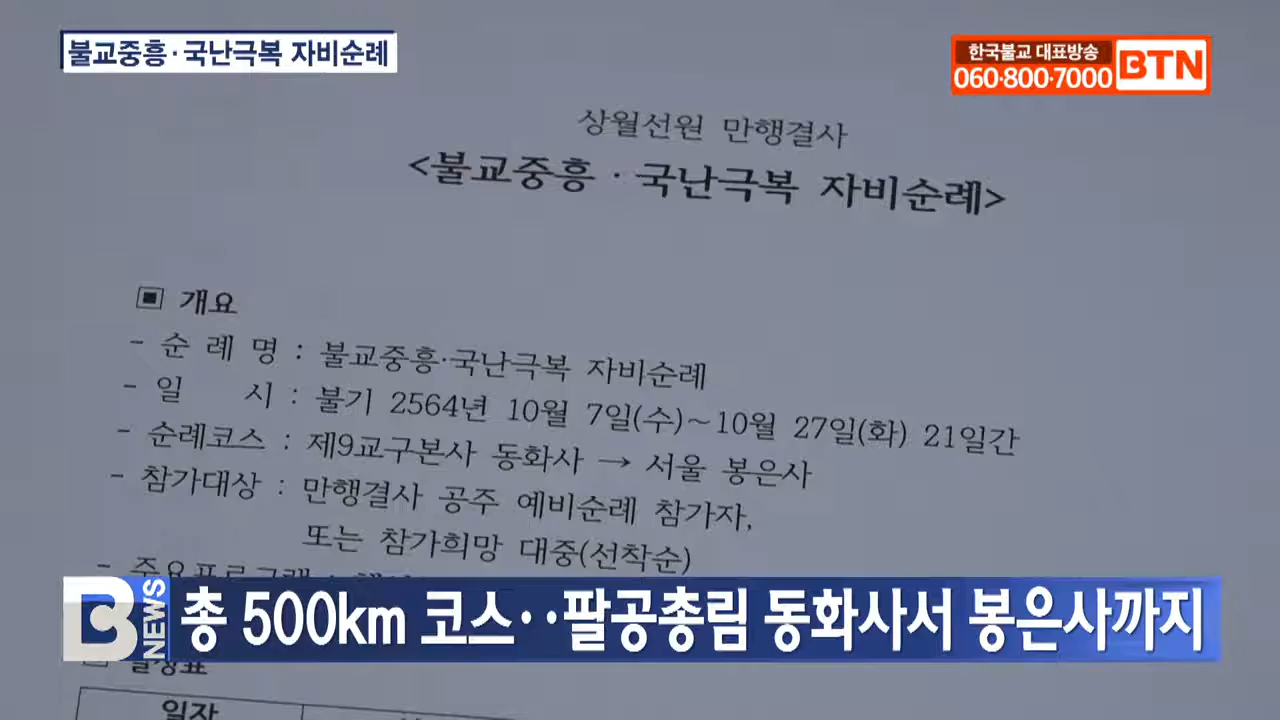 불교중흥·국난극복 자비순례
한국불교 대표방송
060·800·7000
BTN
상월선원 만행결사
<불교중흥·국난극복 자비순례>
▣ 개요
- 순 례 명 : 불교중흥·국난극복 자비순례
- 일 시 : 불기 2564년 10월 7일(수)~10월 27일(화) 21일간
- 순례코스 : 제9교구본사 동화사 → 서울 봉은사
- 참가대상 : 만행결사 공주 예비순례 참가자,
또는 참가희망 대중(선착순)
- 주요프로그램 :
B NEWS
총 500km 코스‥팔공총림 동화사서 봉은사까지
일자